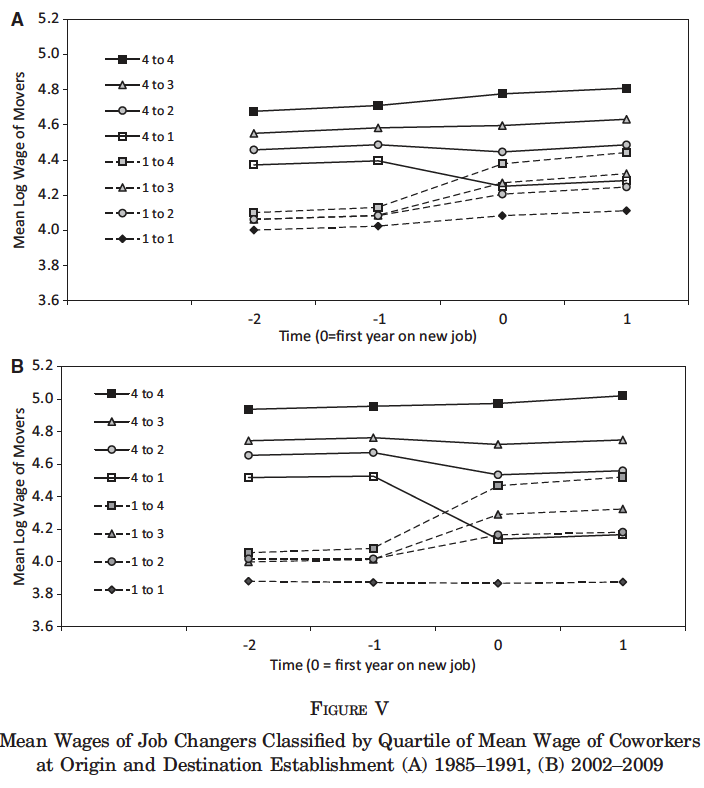 A
5.2
5.0
4.8
4.6
4.4
4.2
4.0
3.8
3.6
Mean Log Wage of Movers
4 to 4
4 to 3
4 to 2
4 to 1
1 to 4
1 to 3
1 to 2
1 to 1
-2 -1 0 1
Time (0=first year on new job)
B
5.2
5.0
4.8
4.6
4.4
4.2
4.0
3.8
3.6
Mean Log Wage of Movers
4 to 4
4 to 3
4 to 2
4 to 1
1 to 4
1 to 3
1 to 2
1 to 1
-2 -1 0 1
Time (0 = first year on new job)
FIGURE V
Mean Wages of Job Changers Classified by Quartile of Mean Wage of Coworkers
at Origin and Destination Establishment (A) 1985–1991, (B) 2002–2009